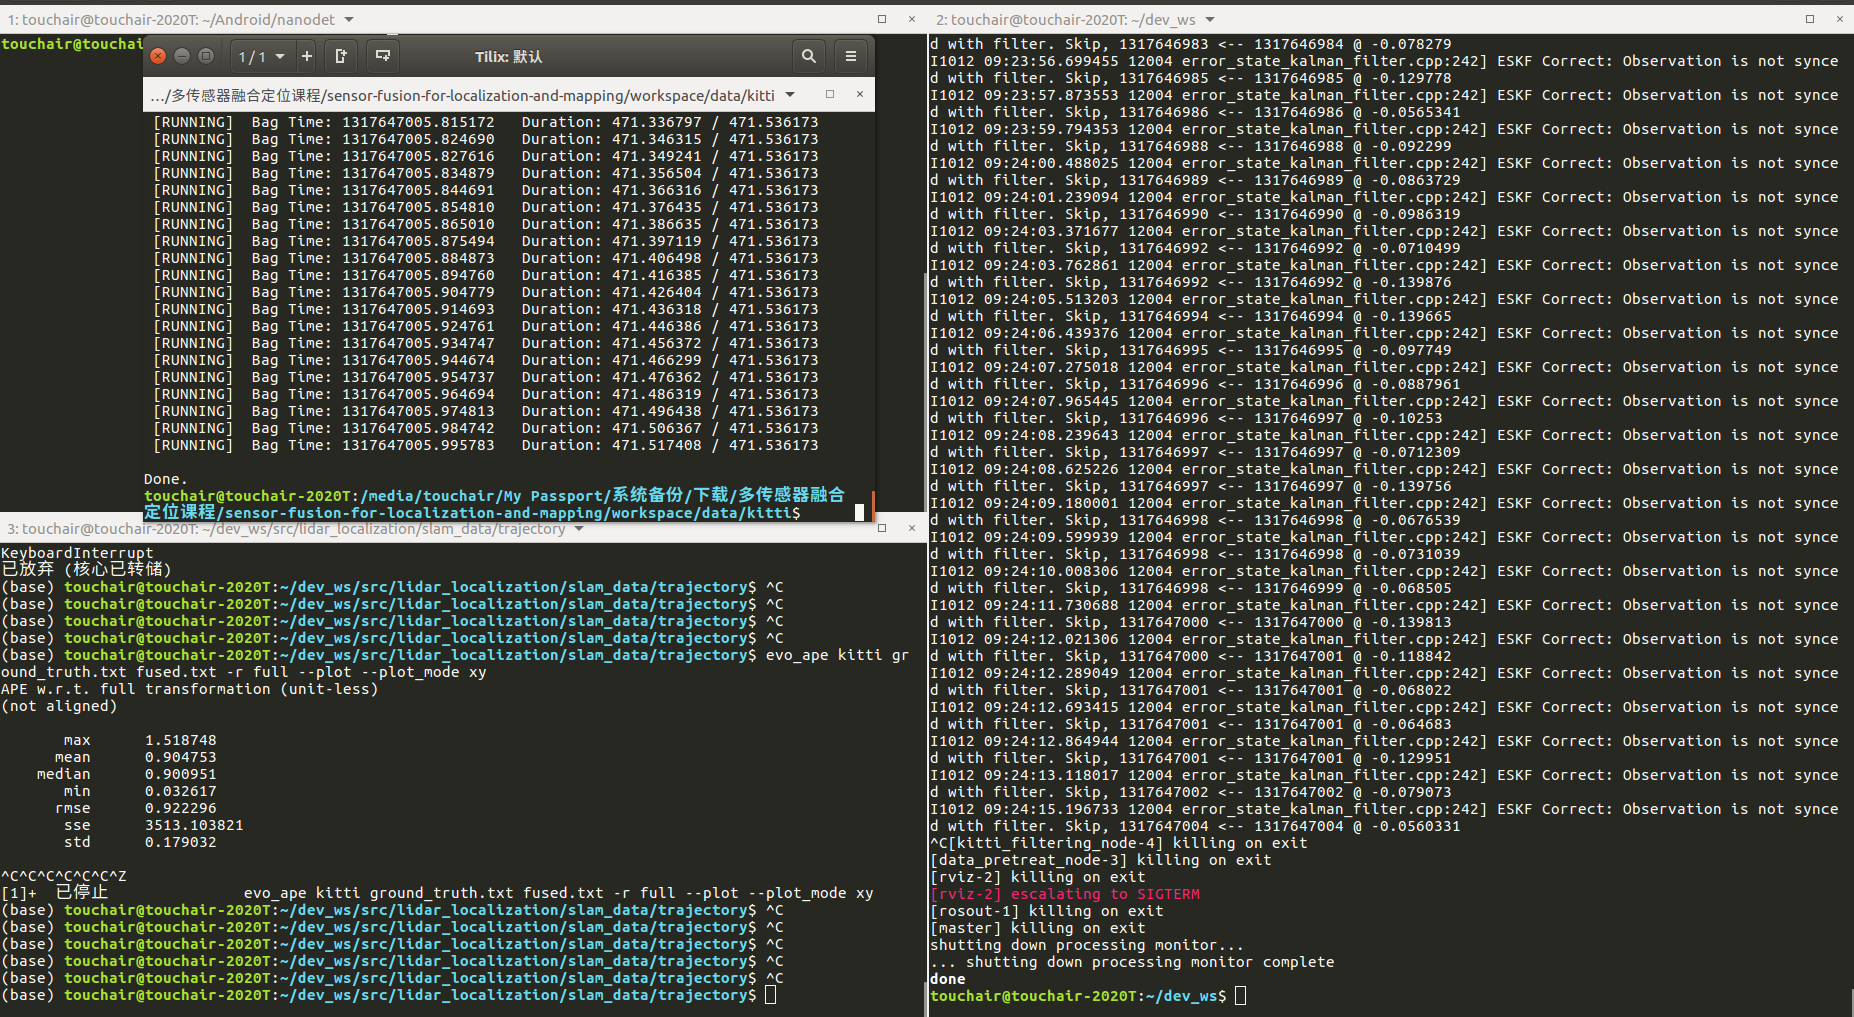 1: touchair@touchair-2020T: ~/Android/nanodet
touchair@touchai
Tilix: 默认
1 / 1
…/多传感器融合定位课程/sensor-fusion-for-localization-and-mapping/workspace/data/kitti
[RUNNING]  Bag Time: 1317647005.815172   Duration: 471.336797 / 471.536173
[RUNNING]  Bag Time: 1317647005.824690   Duration: 471.346315 / 471.536173
[RUNNING]  Bag Time: 1317647005.827616   Duration: 471.349241 / 471.536173
[RUNNING]  Bag Time: 1317647005.834879   Duration: 471.356504 / 471.536173
[RUNNING]  Bag Time: 1317647005.844691   Duration: 471.366316 / 471.536173
[RUNNING]  Bag Time: 1317647005.854810   Duration: 471.376435 / 471.536173
[RUNNING]  Bag Time: 1317647005.865010   Duration: 471.386635 / 471.536173
[RUNNING]  Bag Time: 1317647005.875494   Duration: 471.397119 / 471.536173
[RUNNING]  Bag Time: 1317647005.884873   Duration: 471.406498 / 471.536173
[RUNNING]  Bag Time: 1317647005.894760   Duration: 471.416385 / 471.536173
[RUNNING]  Bag Time: 1317647005.904779   Duration: 471.426404 / 471.536173
[RUNNING]  Bag Time: 1317647005.914693   Duration: 471.436318 / 471.536173
[RUNNING]  Bag Time: 1317647005.924761   Duration: 471.446386 / 471.536173
[RUNNING]  Bag Time: 1317647005.934747   Duration: 471.456372 / 471.536173
[RUNNING]  Bag Time: 1317647005.944674   Duration: 471.466299 / 471.536173
[RUNNING]  Bag Time: 1317647005.954737   Duration: 471.476362 / 471.536173
[RUNNING]  Bag Time: 1317647005.964694   Duration: 471.486319 / 471.536173
[RUNNING]  Bag Time: 1317647005.974813   Duration: 471.496438 / 471.536173
[RUNNING]  Bag Time: 1317647005.984742   Duration: 471.506367 / 471.536173
[RUNNING]  Bag Time: 1317647005.995783   Duration: 471.517408 / 471.536173
Done.
touchair@touchair-2020T:/media/touchair/My Passport/系统备份/下载/多传感器融合
定位课程/sensor-fusion-for-localization-and-mapping/workspace/data/kitti$
3: touchair@touchair-2020T: ~/dev_ws/src/lidar_localization/slam_data/trajectory
KeyboardInterrupt
已放弃 (核心已转储)
(base) touchair@touchair-2020T:~/dev_ws/src/lidar_localization/slam_data/trajectory$ ^C
(base) touchair@touchair-2020T:~/dev_ws/src/lidar_localization/slam_data/trajectory$ ^C
(base) touchair@touchair-2020T:~/dev_ws/src/lidar_localization/slam_data/trajectory$ ^C
(base) touchair@touchair-2020T:~/dev_ws/src/lidar_localization/slam_data/trajectory$ ^C
(base) touchair@touchair-2020T:~/dev_ws/src/lidar_localization/slam_data/trajectory$ evo_ape kitti gr
ound_truth.txt fused.txt -r full --plot --plot_mode xy
APE w.r.t. full transformation (unit-less)
(not aligned)
max      1.518748
mean      0.904753
median      0.900951
min      0.032617
rmse      0.922296
sse      3513.103821
std      0.179032
^C^C^C^C^C^C^Z
[1]+  已停止               evo_ape kitti ground_truth.txt fused.txt -r full --plot --plot_mode xy
(base) touchair@touchair-2020T:~/dev_ws/src/lidar_localization/slam_data/trajectory$ ^C
(base) touchair@touchair-2020T:~/dev_ws/src/lidar_localization/slam_data/trajectory$ ^C
(base) touchair@touchair-2020T:~/dev_ws/src/lidar_localization/slam_data/trajectory$ ^C
(base) touchair@touchair-2020T:~/dev_ws/src/lidar_localization/slam_data/trajectory$ ^C
(base) touchair@touchair-2020T:~/dev_ws/src/lidar_localization/slam_data/trajectory$ ^C
(base) touchair@touchair-2020T:~/dev_ws/src/lidar_localization/slam_data/trajectory$
2: touchair@touchair-2020T: ~/dev_ws
d with filter. Skip, 1317646983 <-- 1317646984 @ -0.078279
I1012 09:23:56.699455 12004 error_state_kalman_filter.cpp:242] ESKF Correct: Observation is not synce
d with filter. Skip, 1317646985 <-- 1317646985 @ -0.129778
I1012 09:23:57.873553 12004 error_state_kalman_filter.cpp:242] ESKF Correct: Observation is not synce
d with filter. Skip, 1317646986 <-- 1317646986 @ -0.0565341
I1012 09:23:59.794353 12004 error_state_kalman_filter.cpp:242] ESKF Correct: Observation is not synce
d with filter. Skip, 1317646988 <-- 1317646988 @ -0.092299
I1012 09:24:00.488025 12004 error_state_kalman_filter.cpp:242] ESKF Correct: Observation is not synce
d with filter. Skip, 1317646989 <-- 1317646989 @ -0.0863729
I1012 09:24:01.239094 12004 error_state_kalman_filter.cpp:242] ESKF Correct: Observation is not synce
d with filter. Skip, 1317646990 <-- 1317646990 @ -0.0986319
I1012 09:24:03.371677 12004 error_state_kalman_filter.cpp:242] ESKF Correct: Observation is not synce
d with filter. Skip, 1317646992 <-- 1317646992 @ -0.0710499
I1012 09:24:03.762861 12004 error_state_kalman_filter.cpp:242] ESKF Correct: Observation is not synce
d with filter. Skip, 1317646992 <-- 1317646992 @ -0.139876
I1012 09:24:05.513203 12004 error_state_kalman_filter.cpp:242] ESKF Correct: Observation is not synce
d with filter. Skip, 1317646994 <-- 1317646994 @ -0.139665
I1012 09:24:06.439376 12004 error_state_kalman_filter.cpp:242] ESKF Correct: Observation is not synce
d with filter. Skip, 1317646995 <-- 1317646995 @ -0.097749
I1012 09:24:07.275018 12004 error_state_kalman_filter.cpp:242] ESKF Correct: Observation is not synce
d with filter. Skip, 1317646996 <-- 1317646996 @ -0.0887961
I1012 09:24:07.965445 12004 error_state_kalman_filter.cpp:242] ESKF Correct: Observation is not synce
d with filter. Skip, 1317646996 <-- 1317646997 @ -0.10253
I1012 09:24:08.239643 12004 error_state_kalman_filter.cpp:242] ESKF Correct: Observation is not synce
d with filter. Skip, 1317646997 <-- 1317646997 @ -0.0712309
I1012 09:24:08.625226 12004 error_state_kalman_filter.cpp:242] ESKF Correct: Observation is not synce
d with filter. Skip, 1317646997 <-- 1317646997 @ -0.139756
I1012 09:24:09.180001 12004 error_state_kalman_filter.cpp:242] ESKF Correct: Observation is not synce
d with filter. Skip, 1317646998 <-- 1317646998 @ -0.0676539
I1012 09:24:09.599939 12004 error_state_kalman_filter.cpp:242] ESKF Correct: Observation is not synce
d with filter. Skip, 1317646998 <-- 1317646998 @ -0.0731039
I1012 09:24:10.008306 12004 error_state_kalman_filter.cpp:242] ESKF Correct: Observation is not synce
d with filter. Skip, 1317646998 <-- 1317646999 @ -0.068505
I1012 09:24:11.730688 12004 error_state_kalman_filter.cpp:242] ESKF Correct: Observation is not synce
d with filter. Skip, 1317647000 <-- 1317647000 @ -0.139813
I1012 09:24:12.021306 12004 error_state_kalman_filter.cpp:242] ESKF Correct: Observation is not synce
d with filter. Skip, 1317647000 <-- 1317647001 @ -0.118842
I1012 09:24:12.289049 12004 error_state_kalman_filter.cpp:242] ESKF Correct: Observation is not synce
d with filter. Skip, 1317647001 <-- 1317647001 @ -0.068022
I1012 09:24:12.693415 12004 error_state_kalman_filter.cpp:242] ESKF Correct: Observation is not synce
d with filter. Skip, 1317647001 <-- 1317647001 @ -0.064683
I1012 09:24:12.864944 12004 error_state_kalman_filter.cpp:242] ESKF Correct: Observation is not synce
d with filter. Skip, 1317647001 <-- 1317647001 @ -0.129951
I1012 09:24:13.118017 12004 error_state_kalman_filter.cpp:242] ESKF Correct: Observation is not synce
d with filter. Skip, 1317647002 <-- 1317647002 @ -0.079073
I1012 09:24:15.196733 12004 error_state_kalman_filter.cpp:242] ESKF Correct: Observation is not synce
d with filter. Skip, 1317647004 <-- 1317647004 @ -0.0560331
^C[kitti_filtering_node-4] killing on exit
[data_pretreat_node-3] killing on exit
[rviz-2] killing on exit
[rviz-2] escalating to SIGTERM
[rosout-1] killing on exit
[master] killing on exit
shutting down processing monitor...
... shutting down processing monitor complete
done
touchair@touchair-2020T:~/dev_ws$